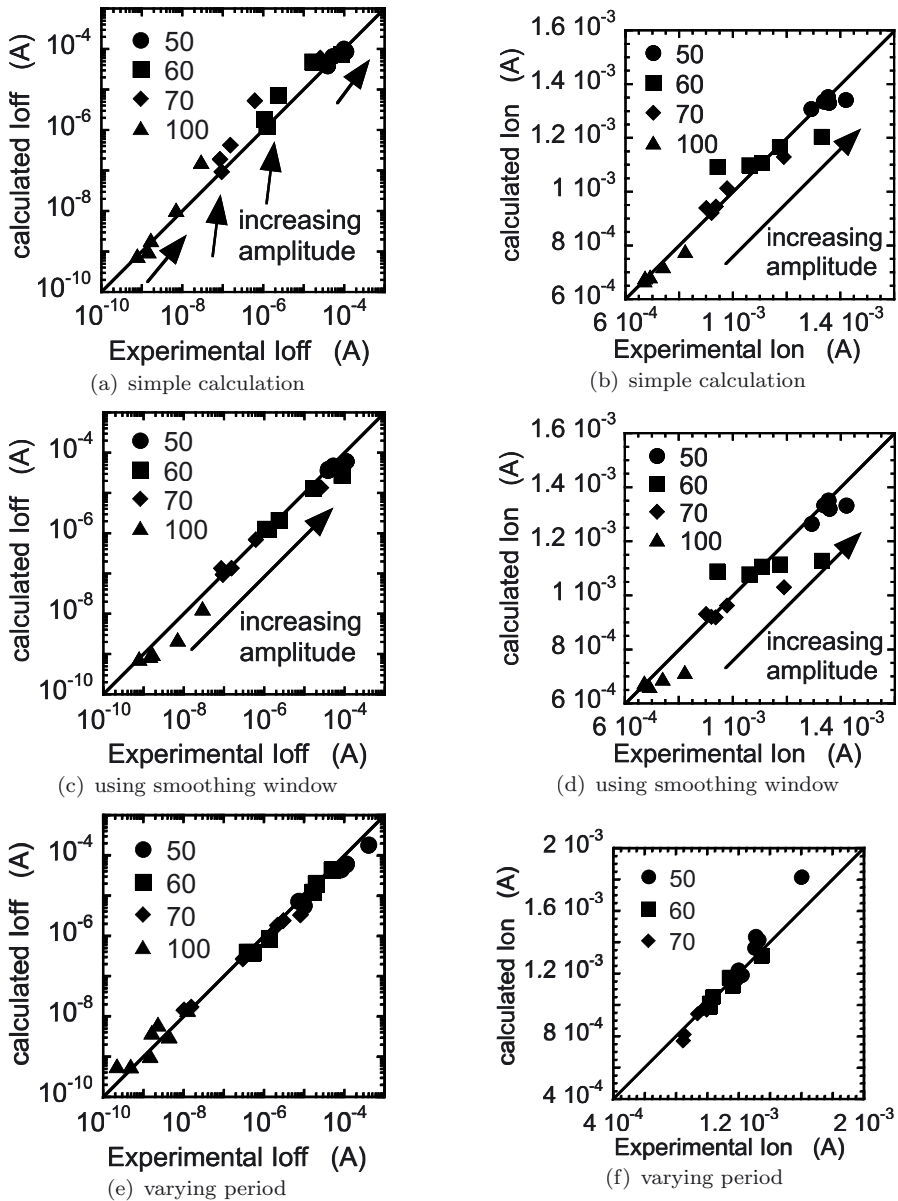 calculated Ioff (A)
10-4
10-6
10-8
10-10
50
60
70
100
increasing
amplitude
10-10 10-8 10-6 10-4
Experimental Ioff (A)
(a) simple calculation
calculated Ion (A)
1.6 10-3
1.4 10-3
1.2 10-3
1 10-3
8 10-4
6 10-4
50
60
70
100
increasing
amplitude
6 10-4 1 10-3 1.4 10-3
Experimental Ion (A)
(b) simple calculation
calculated Ioff (A)
10-4
10-6
10-8
10-10
50
60
70
100
increasing
amplitude
10-10 10-8 10-6 10-4
Experimental Ioff (A)
(c) using smoothing window
calculated Ion (A)
1.6 10-3
1.4 10-3
1.2 10-3
1 10-3
8 10-4
6 10-4
50
60
70
100
increasing
amplitude
6 10-4 1 10-3 1.4 10-3
Experimental Ion (A)
(d) using smoothing window
calculated Ioff (A)
10-4
10-6
10-8
10-10
50
60
70
100
10-10 10-8 10-6 10-4
Experimental Ioff (A)
(e) varying period
calculated Ion (A)
2 10-3
1.6 10-3
1.2 10-3
8 10-4
4 10-4
50
60
70
4 10-4 1.2 10-3 2 10-3
Experimental Ion (A)
(f) varying period